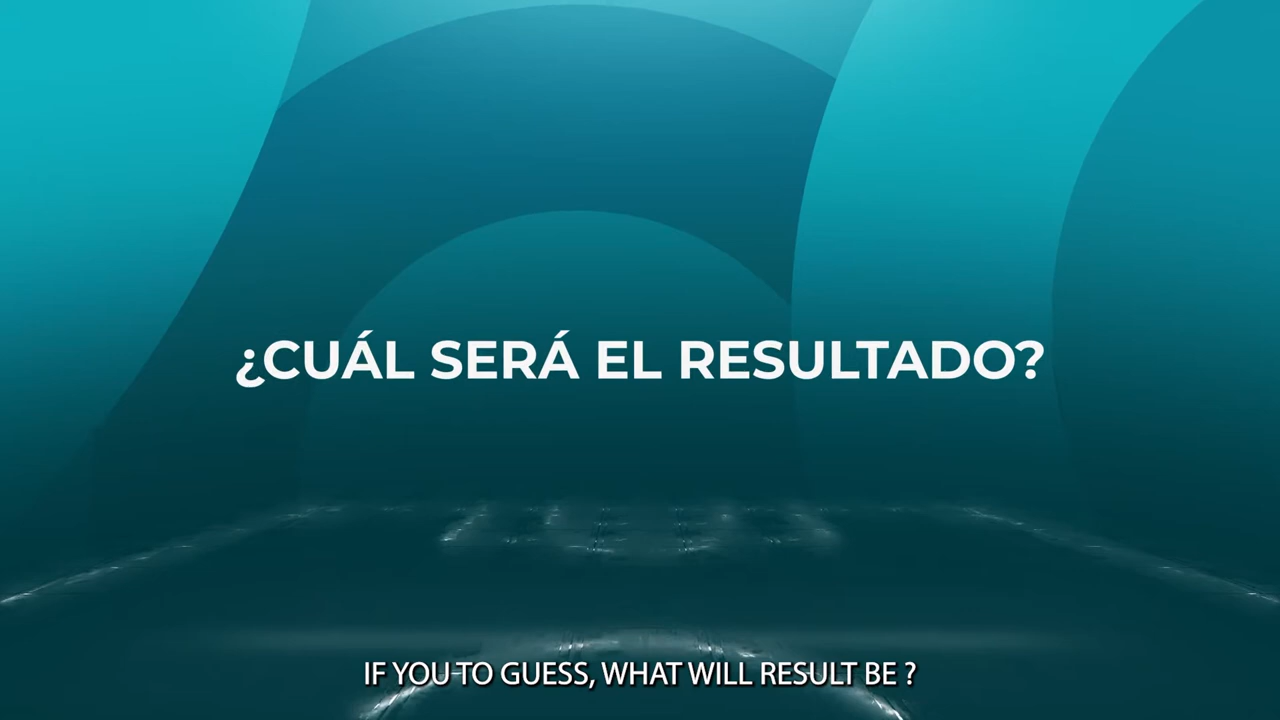 ¿CUÁL SERÁ EL RESULTADO?
IF YOU TO GUESS, WHAT WILL RESULT BE ?